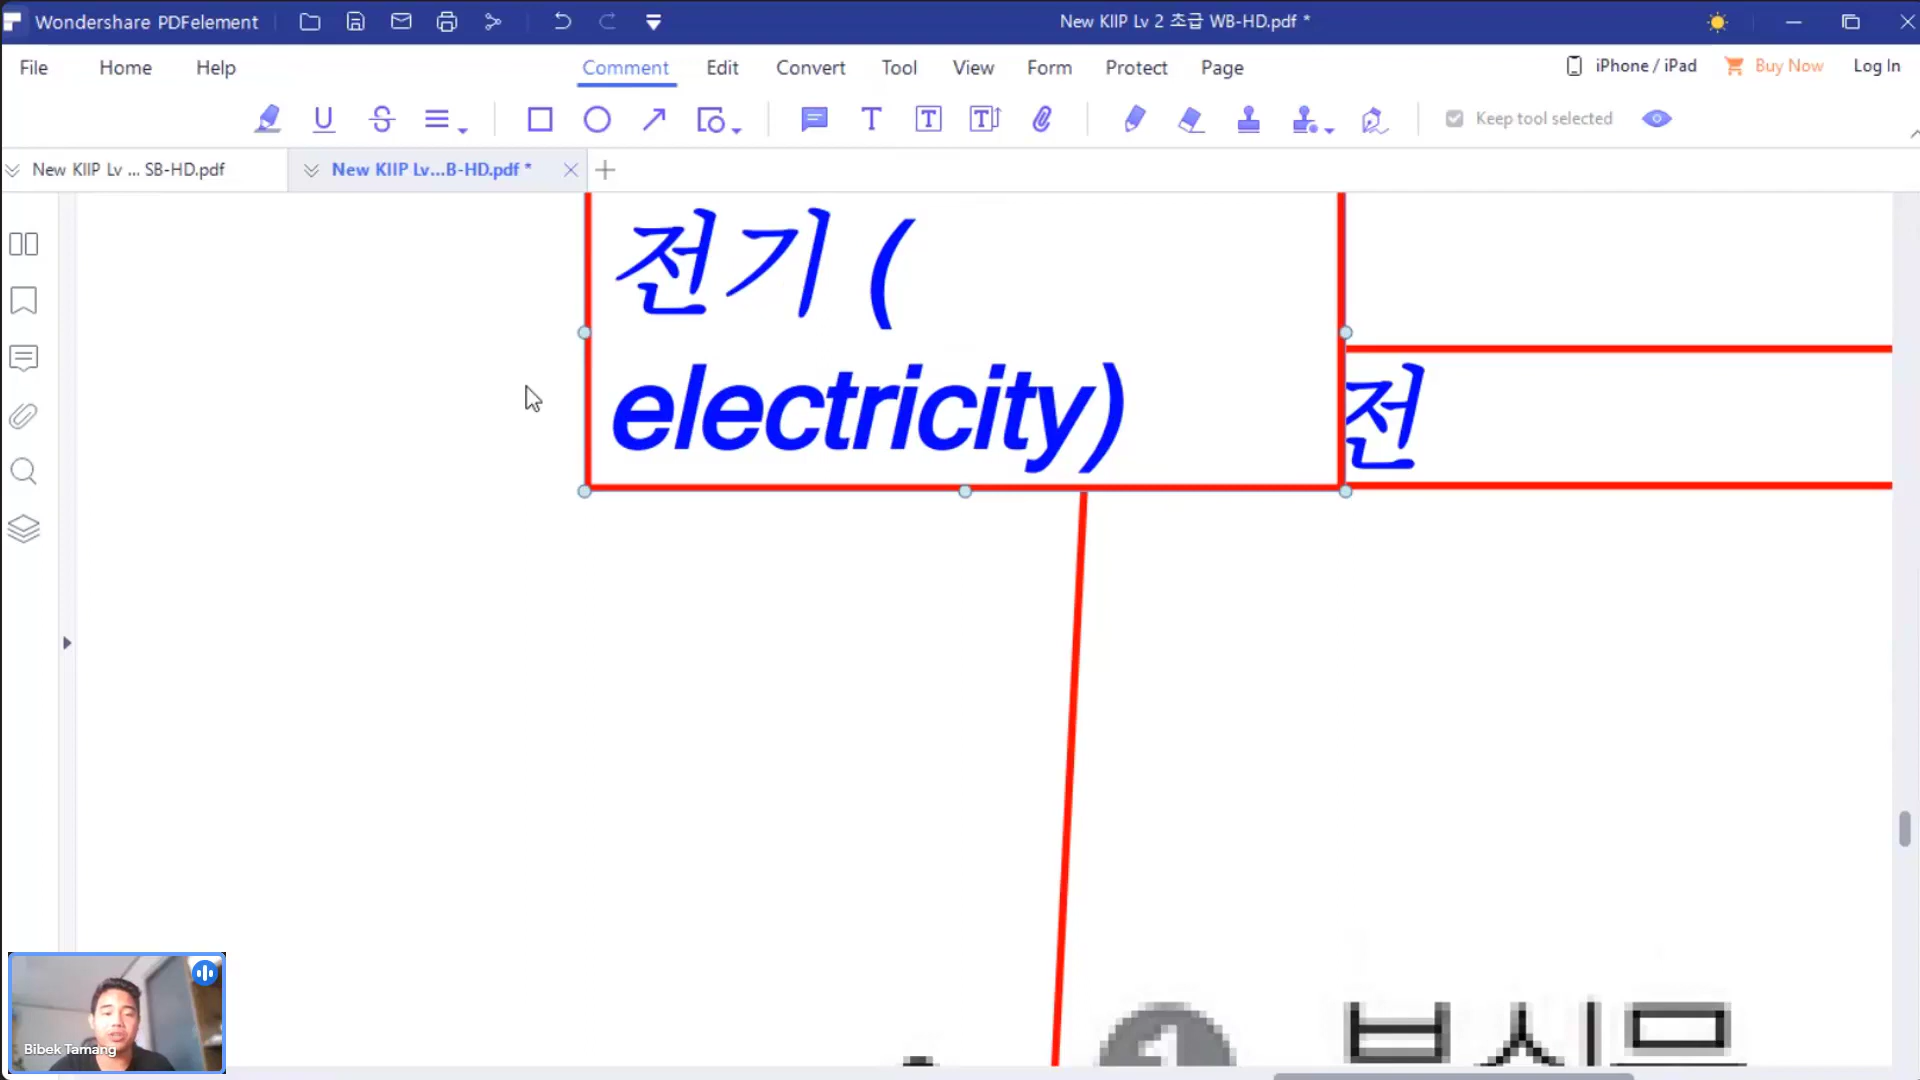 Wondershare PDFelement
New KIIP Lv 2 초급 WB-HD.pdf *
File Home Help Comment Edit Convert Tool View Form Protect Page iPhone / iPad Buy Now Log In
Keep tool selected
New KIIP Lv ... SB-HD.pdf
New KIIP Lv...B-HD.pdf *
전기 (
electricity)
전
1
Bibek Tamang